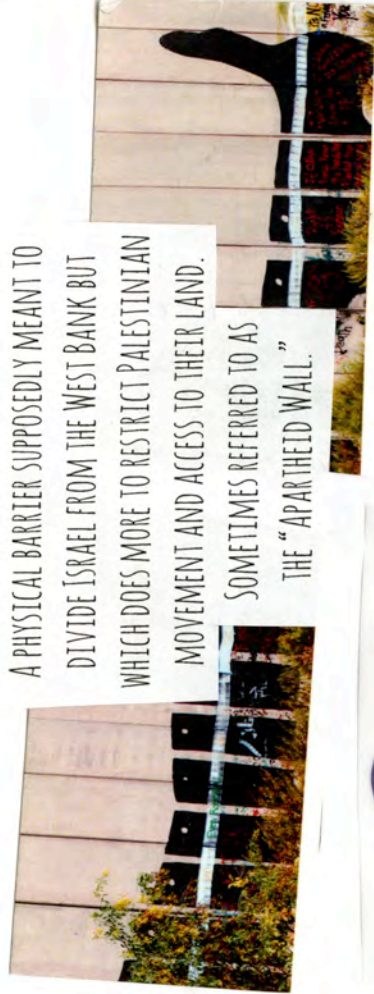 A PHYSICAL BARRIER SUPPOSEDLY MEANT TO
DIVIDE ISRAEL FROM THE WEST BANK BUT
WHICH DOES MORE TO RESTRICT PALESTINIAN
MOVEMENT AND ACCESS TO THEIR LAND.
SOMETIMES REFERRED TO AS
THE “APARTHEID WALL.”